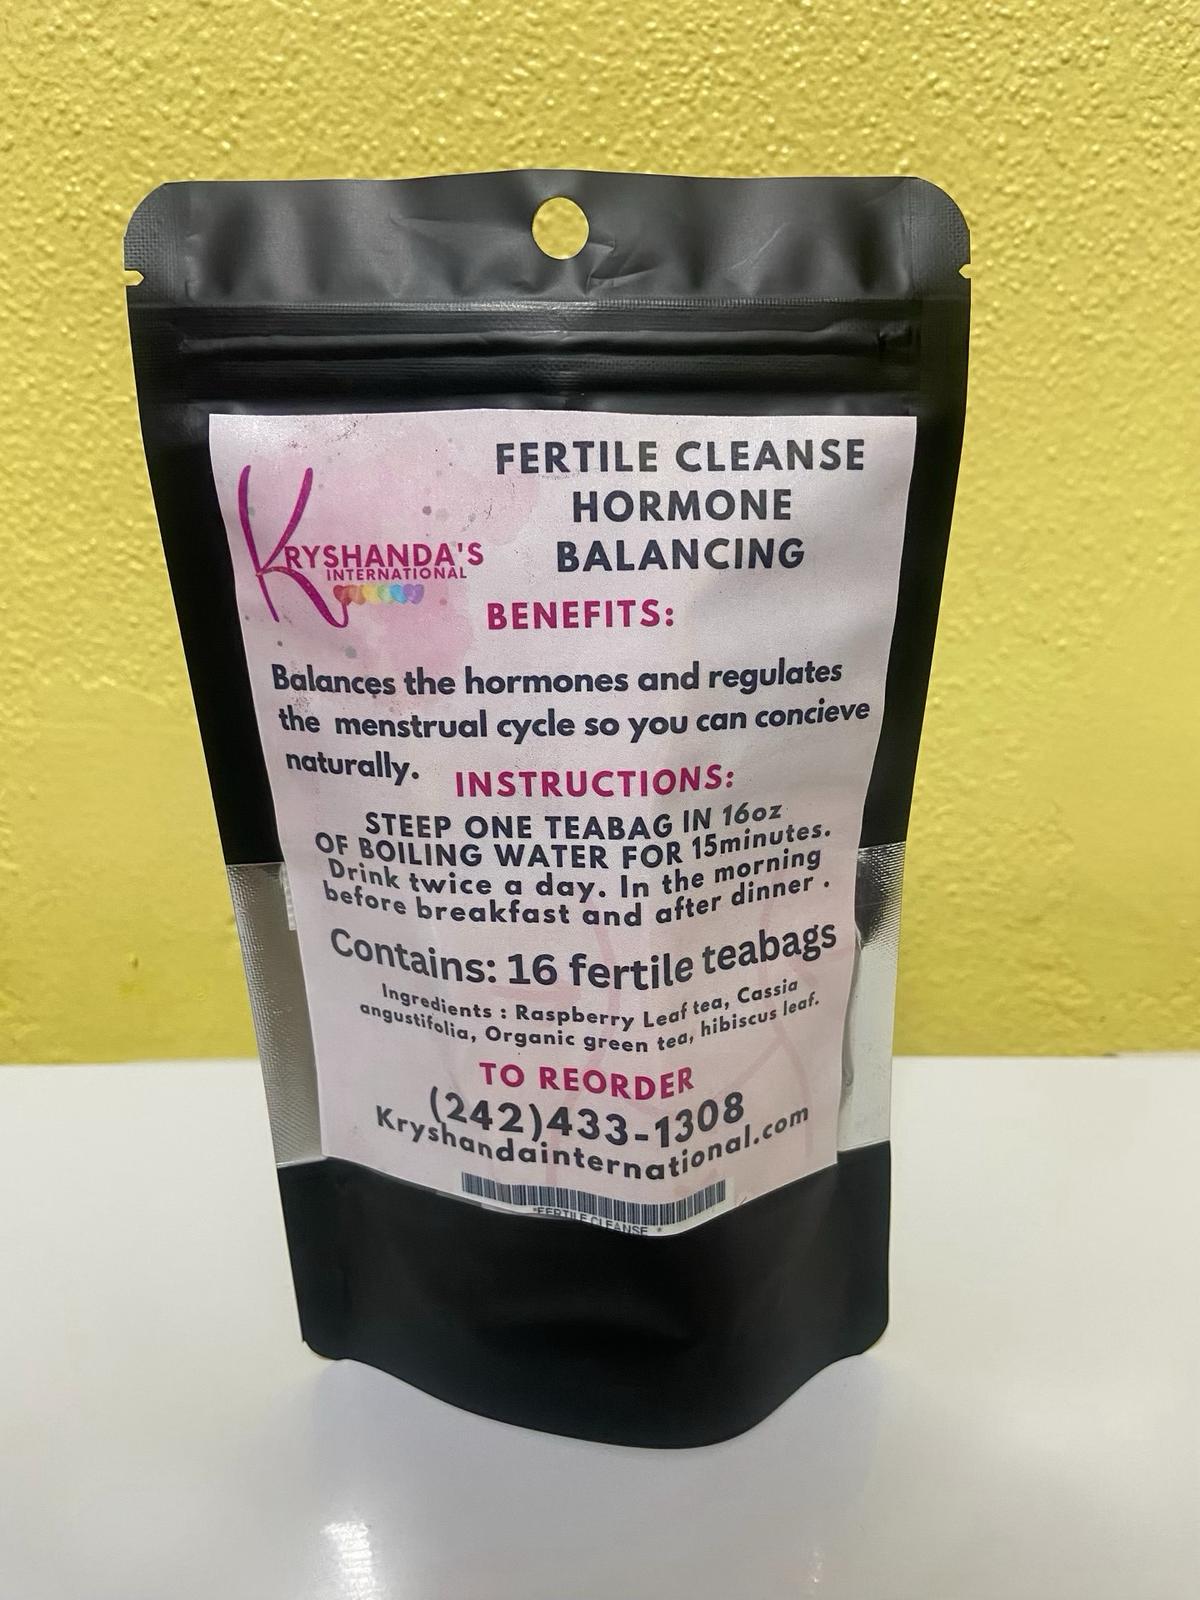 KRYSHANDA'S
INTERNATIONAL
FERTILE CLEANSE
HORMONE
BALANCING
BENEFITS:
Balances the hormones and regulates
the menstrual cycle so you can concieve
naturally.
INSTRUCTIONS:
STEEP ONE TEABAG IN 16oz
OF BOILING WATER FOR 15minutes.
Drink twice a day. In the morning
before breakfast and after dinner .
Contains: 16 fertile teabags
Ingredients : Raspberry Leaf tea, Cassia
angustifolia, Organic green tea, hibiscus leaf.
TO REORDER
(242)433-1308
Kryshandainternational.com
*FERTILE CLEANSE *